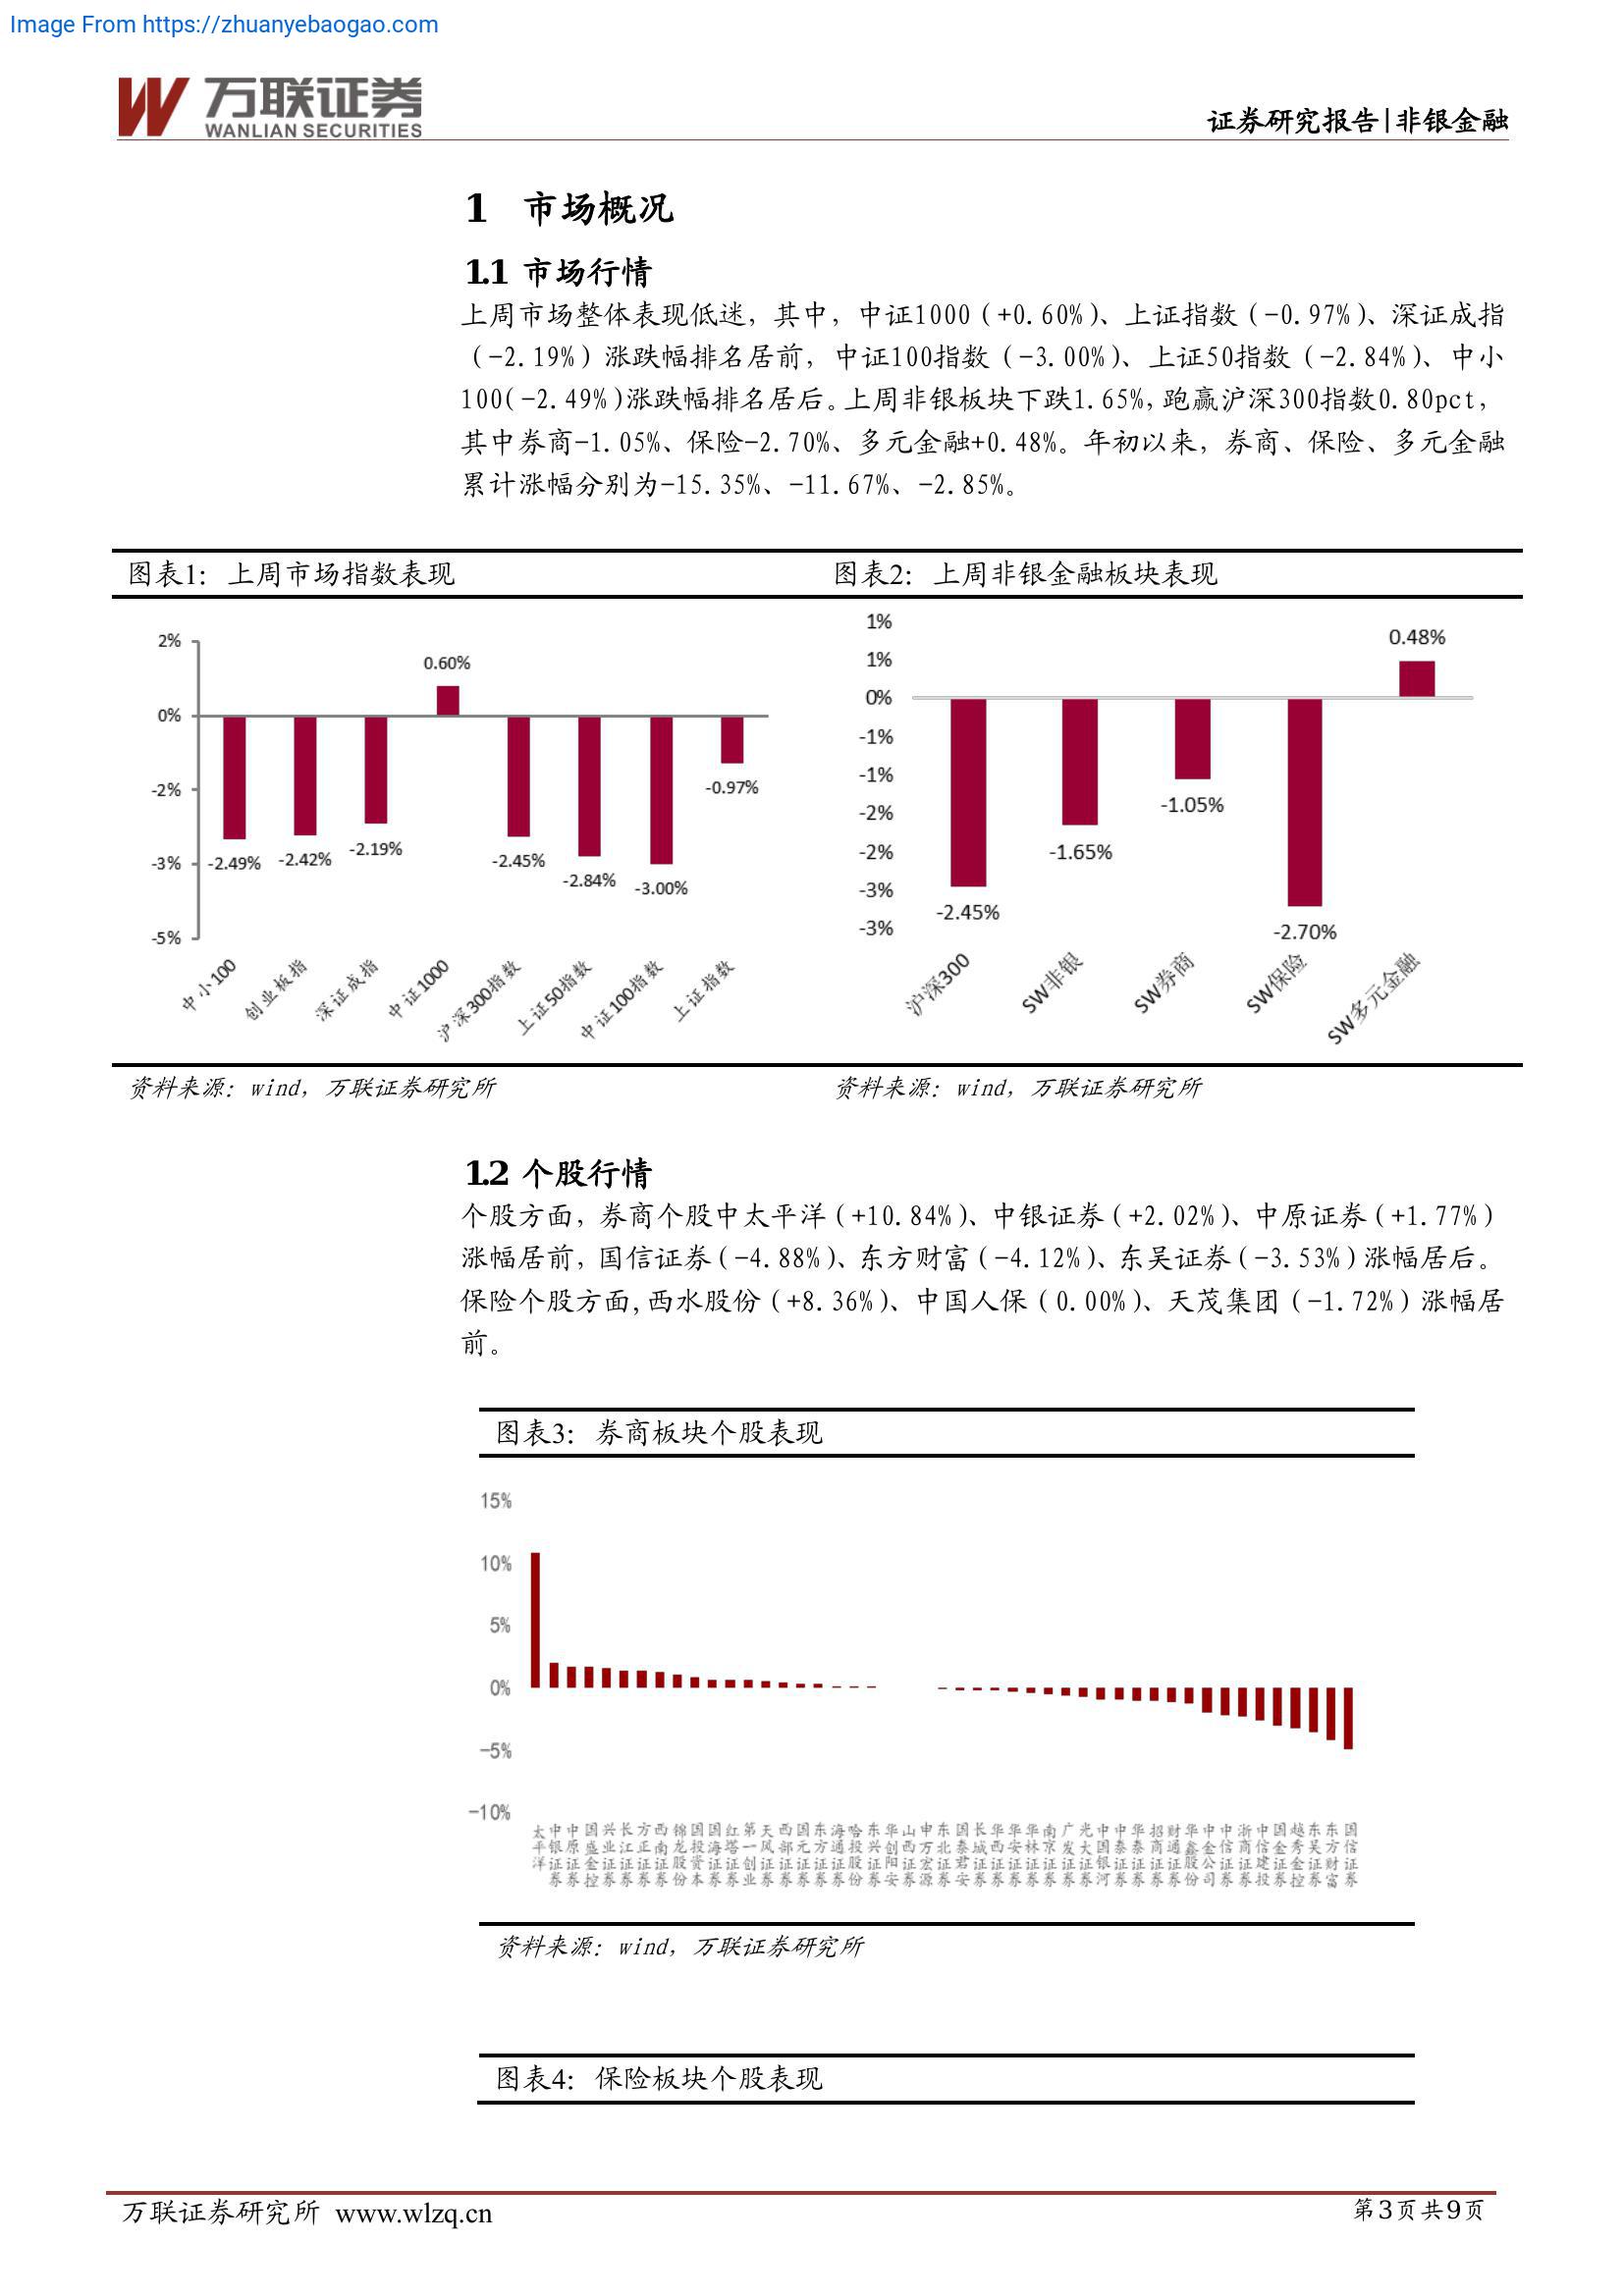 Image From https://zhuanyebaogao.com
万联证券
WANLIAN SECURITIES
证券研究报告|非银金融
1 市场概况
1.1 市场行情
上周市场整体表现低迷，其中，中证1000（+0.60%）、上证指数（-0.97%）、深证成指
（-2.19%）涨跌幅排名居前，中证100指数（-3.00%）、上证50指数（-2.84%）、中小
100(-2.49%)涨跌幅排名居后。上周非银板块下跌1.65%，跑赢沪深300指数0.80pct，
其中券商-1.05%、保险-2.70%、多元金融+0.48%。年初以来，券商、保险、多元金融
累计涨幅分别为-15.35%、-11.67%、-2.85%。
图表1：上周市场指数表现
2%
0%
-2%
-3%
-5%
0.60%
-2.49%
-2.42%
-2.19%
-2.45%
-2.84%
-3.00%
-0.97%
中小100
创业板指
深证成指
中证1000
沪深300指数
上证50指数
中证100指数
上证指数
资料来源：wind，万联证券研究所
图表2：上周非银金融板块表现
1%
1%
0%
-1%
-1%
-2%
-2%
-3%
-3%
-2.45%
-1.65%
-1.05%
-2.70%
0.48%
沪深300
SW非银
SW券商
SW保险
SW多元金融
资料来源：wind，万联证券研究所
1.2 个股行情
个股方面，券商个股中太平洋（+10.84%）、中银证券（+2.02%）、中原证券（+1.77%）
涨幅居前，国信证券（-4.88%）、东方财富（-4.12%）、东吴证券（-3.53%）涨幅居后。
保险个股方面,西水股份（+8.36%）、中国人保（0.00%）、天茂集团（-1.72%）涨幅居
前。
图表3：券商板块个股表现
15%
10%
5%
0%
-5%
-10%
太平洋
中银证券
中原证券
国盛金控
兴业证券
长江证券
方正证券
西南证券
锦龙股份
国投资本
国海证券
红塔证券
第一创业
天风证券
西部证券
国元证券
东方证券
海通证券
哈投股份
东兴证券
华创阳安
山西证券
申万宏源
东北证券
国泰君安
长城证券
华西证券
华安证券
华林证券
南京证券
广发证券
光大证券
中国银河
中泰证券
华泰证券
招商证券
财通证券
华鑫股份
中金公司
中信证券
浙商证券
中信建投
国金证券
越秀金控
东吴证券
东方财富
国信证券
资料来源：wind，万联证券研究所
图表4：保险板块个股表现
万联证券研究所 www.wlzq.cn
第3页共9页